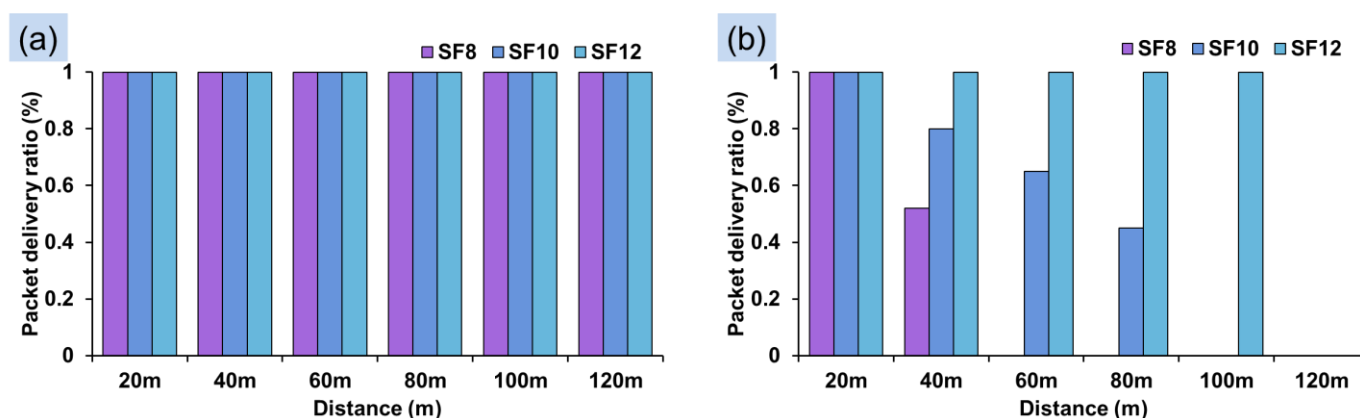 (a)
SF8 SF10 SF12
Packet delivery ratio (%)
1
0.8
0.6
0.4
0.2
0
20m 40m 60m 80m 100m 120m
Distance (m)
(b)
SF8 SF10 SF12
Packet delivery ratio (%)
1
0.8
0.6
0.4
0.2
0
20m 40m 60m 80m 100m 120m
Distance (m)